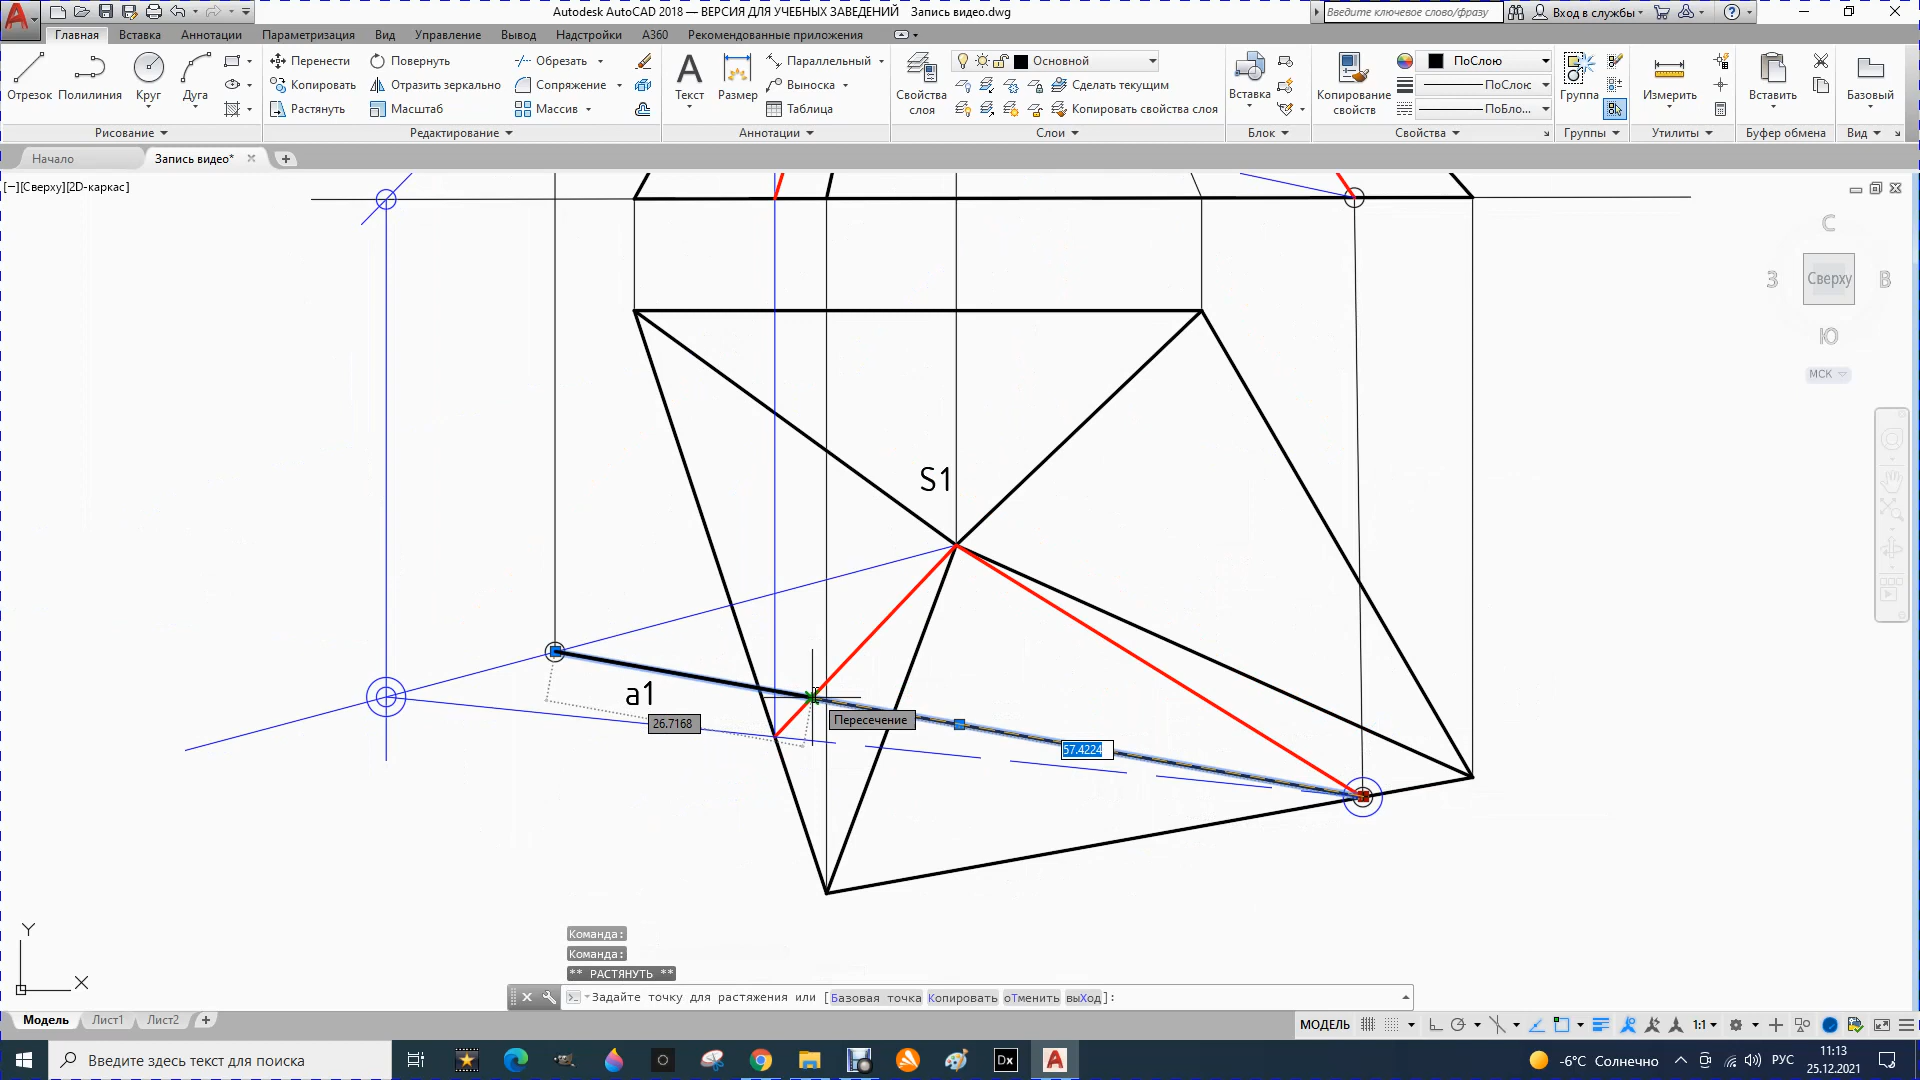 Autodesk AutoCAD 2018 — ВЕРСИЯ ДЛЯ УЧЕБНЫХ ЗАВЕДЕНИЙ Запись видео.dwg
Введите ключевое слово/фразу
Вход в службы
Главная Вставка Аннотации Параметризация Вид Управление Вывод Надстройки A360 Рекомендованные приложения
Отрезок Полилиния Круг Дуга
Перенести Повернуть Обрезать
Копировать Отразить зеркально Сопряжение
Растянуть Масштаб Массив
Текст Размер
Параллельный
Выноска
Таблица
Свойства слоя
Основной
Сделать текущим
Копировать свойства слоя
Вставка
Копирование свойств
ПоСлою
ПоСлою
ПоБло...
Группа
Измерить
Вставить
Базовый
Рисование Редактирование Аннотации Слои Блок Свойства Группы Утилиты Буфер обмена Вид
Начало Запись видео*
[−][Сверху][2D-каркас]
С
З Сверху В
Ю
МСК
S1
a1
26.7168
Пересечение
57.4224
Y
X
Команда:
Команда:
** РАСТЯНУТЬ **
Задайте точку для растяжения или [Базовая точка Копировать оТменить выХод]:
Модель Лист1 Лист2
МОДЕЛЬ 1:1
Введите здесь текст для поиска
Dx
-6°C Солнечно
РУС
11:13
25.12.2021